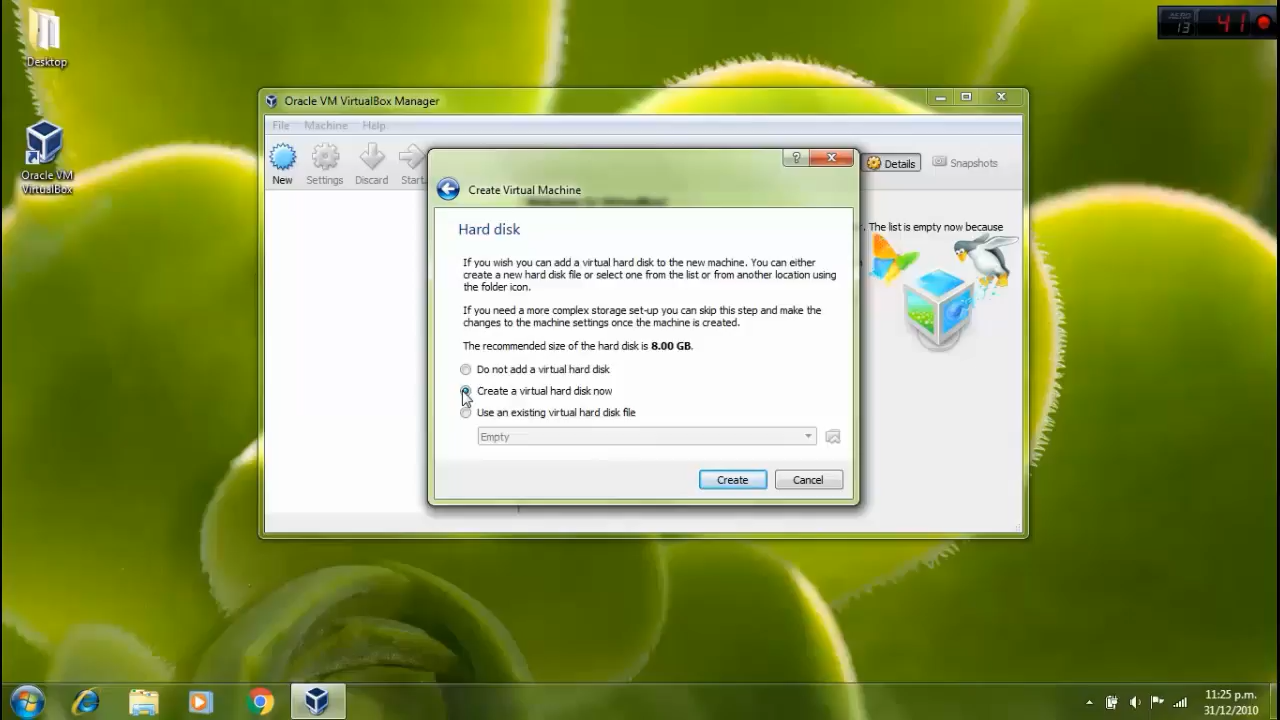 Desktop
Oracle VM
VirtualBox
Oracle VM VirtualBox Manager
File Machine Help
New Settings Discard Start
Details Snapshots
Create Virtual Machine
. The list is empty now because
Hard disk
If you wish you can add a virtual hard disk to the new machine. You can either
create a new hard disk file or select one from the list or from another location using
the folder icon.
If you need a more complex storage set-up you can skip this step and make the
changes to the machine settings once the machine is created.
The recommended size of the hard disk is 8.00 GB.
Do not add a virtual hard disk
Create a virtual hard disk now
Use an existing virtual hard disk file
Empty
Create Cancel
13 41
11:25 p.m.
31/12/2010